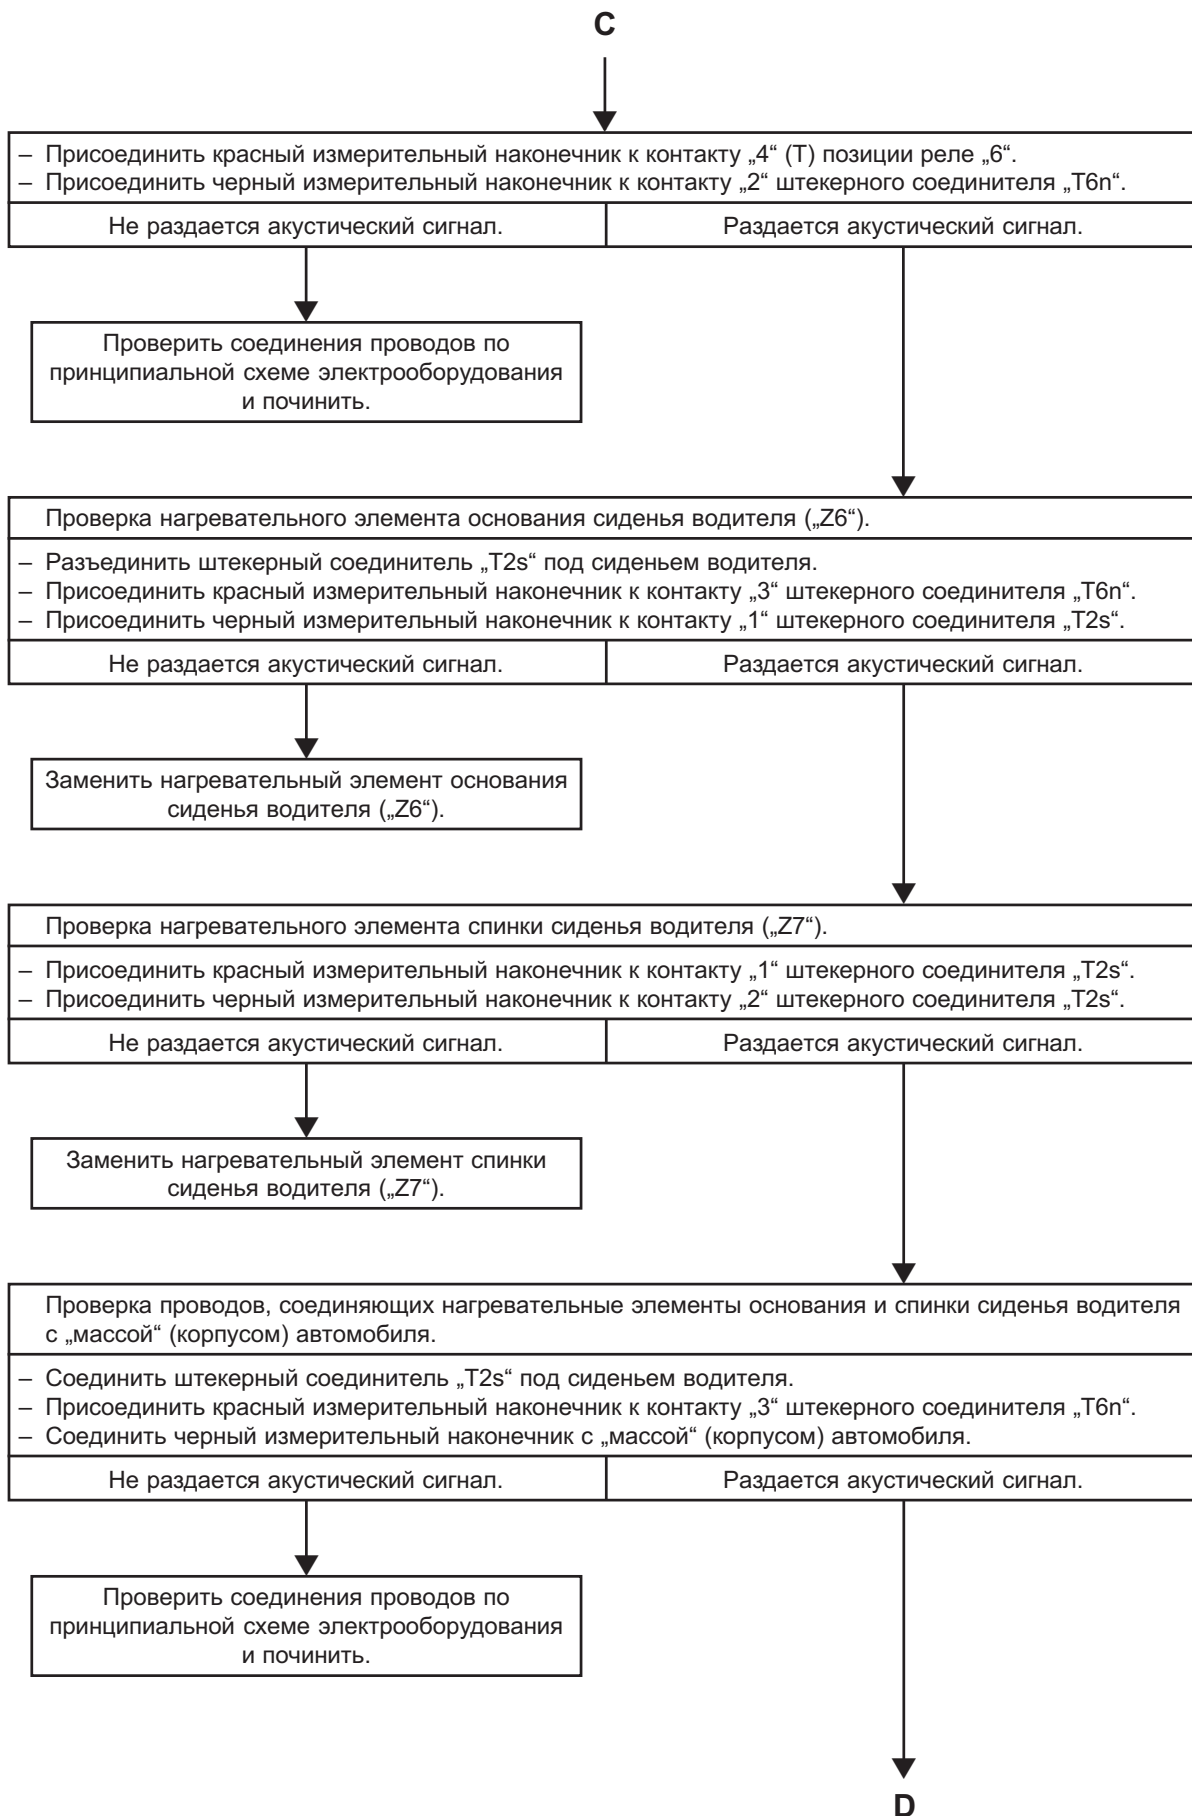 C
– Присоединить красный измерительный наконечник к контакту „4“ (Т) позиции реле „6“.
– Присоединить черный измерительный наконечник к контакту „2“ штекерного соединителя „T6n“.
Не раздается акустический сигнал.
Раздается акустический сигнал.
Проверить соединения проводов по
принципиальной схеме электрооборудования
и починить.
Проверка нагревательного элемента основания сиденья водителя („Z6“).
– Разъединить штекерный соединитель „T2s“ под сиденьем водителя.
– Присоединить красный измерительный наконечник к контакту „3“ штекерного соединителя „T6n“.
– Присоединить черный измерительный наконечник к контакту „1“ штекерного соединителя „T2s“.
Не раздается акустический сигнал.
Раздается акустический сигнал.
Заменить нагревательный элемент основания
сиденья водителя („Z6“).
Проверка нагревательного элемента спинки сиденья водителя („Z7“).
– Присоединить красный измерительный наконечник к контакту „1“ штекерного соединителя „T2s“.
– Присоединить черный измерительный наконечник к контакту „2“ штекерного соединителя „T2s“.
Не раздается акустический сигнал.
Раздается акустический сигнал.
Заменить нагревательный элемент спинки
сиденья водителя („Z7“).
Проверка проводов, соединяющих нагревательные элементы основания и спинки сиденья водителя
с „массой“ (корпусом) автомобиля.
– Соединить штекерный соединитель „T2s“ под сиденьем водителя.
– Присоединить красный измерительный наконечник к контакту „3“ штекерного соединителя „T6n“.
– Соединить черный измерительный наконечник с „массой“ (корпусом) автомобиля.
Не раздается акустический сигнал.
Раздается акустический сигнал.
Проверить соединения проводов по
принципиальной схеме электрооборудования
и починить.
D